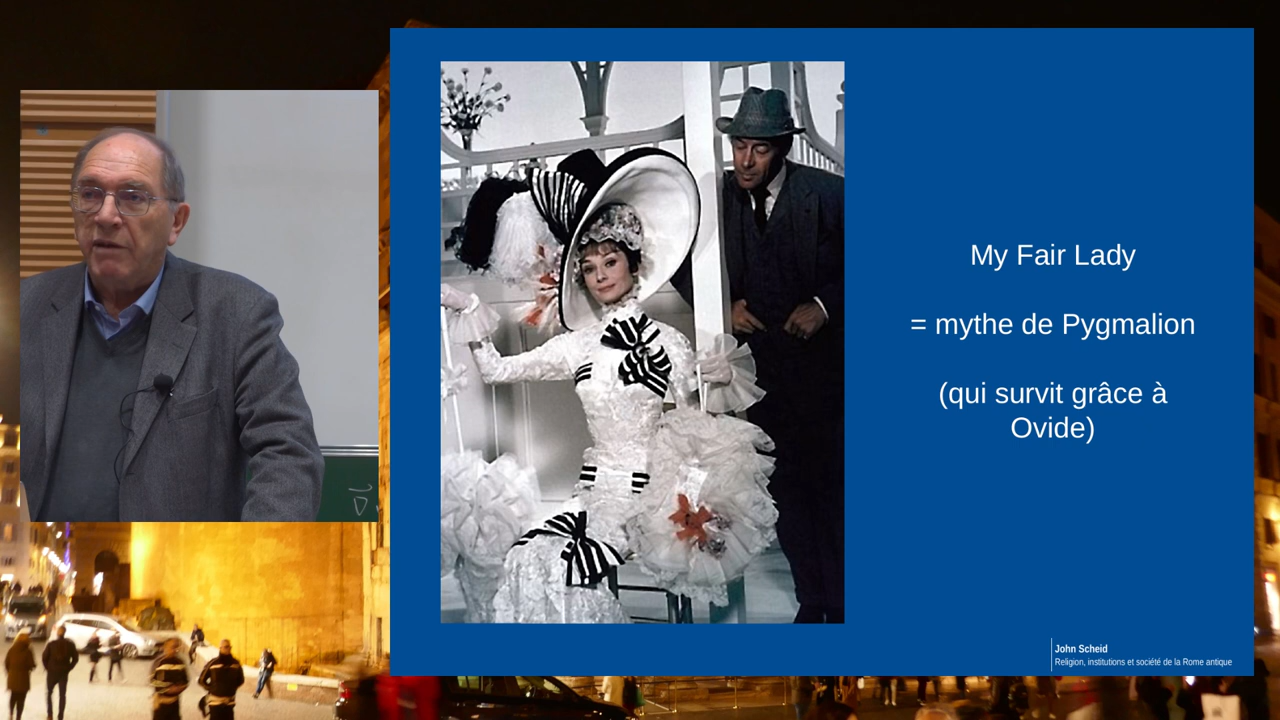 My Fair Lady
= mythe de Pygmalion
(qui survit grâce à
Ovide)
John Scheid
Religion, institutions et société de la Rome antique